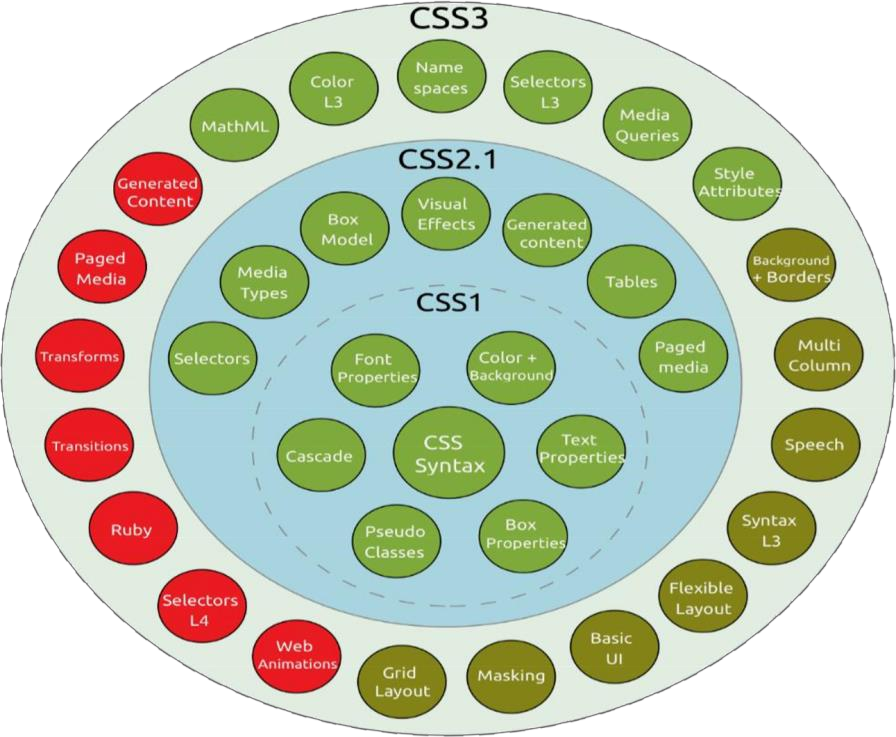 CSS3
Name
spaces
Color
L3
Selectors
L3
MathML
Media
Queries
Generated
Content
Style
Attributes
Paged
Media
Background
+ Borders
Transforms
Multi
Column
Transitions
Speech
Ruby
Syntax
L3
Selectors
L4
Flexible
Layout
Web
Animations
Basic
UI
Grid
Layout
Masking
CSS2.1
Visual
Effects
Box
Model
Generated
content
Media
Types
Tables
Selectors
Paged
media
CSS1
Font
Properties
Color +
Background
Cascade
CSS
Syntax
Text
Properties
Pseudo
Classes
Box
Properties